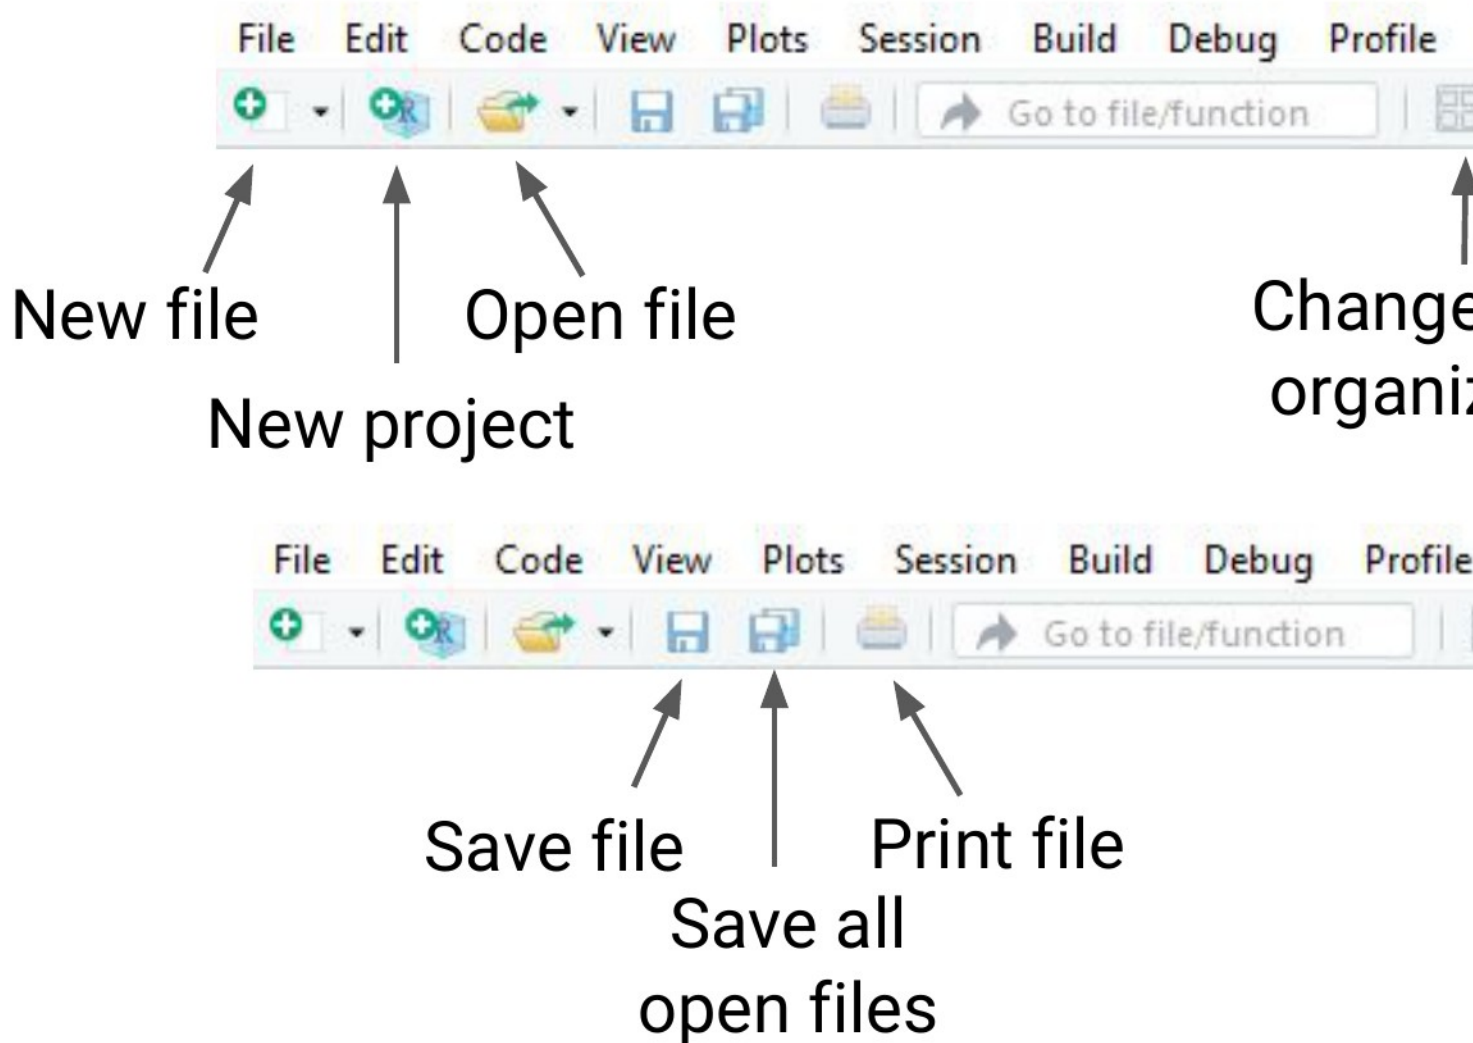 File Edit Code View Plots Session Build Debug Profile
Go to file/function
New file
Open file
New project
Change
organiz
File Edit Code View Plots Session Build Debug Profile
Go to file/function
Save file
Print file
Save all
open files